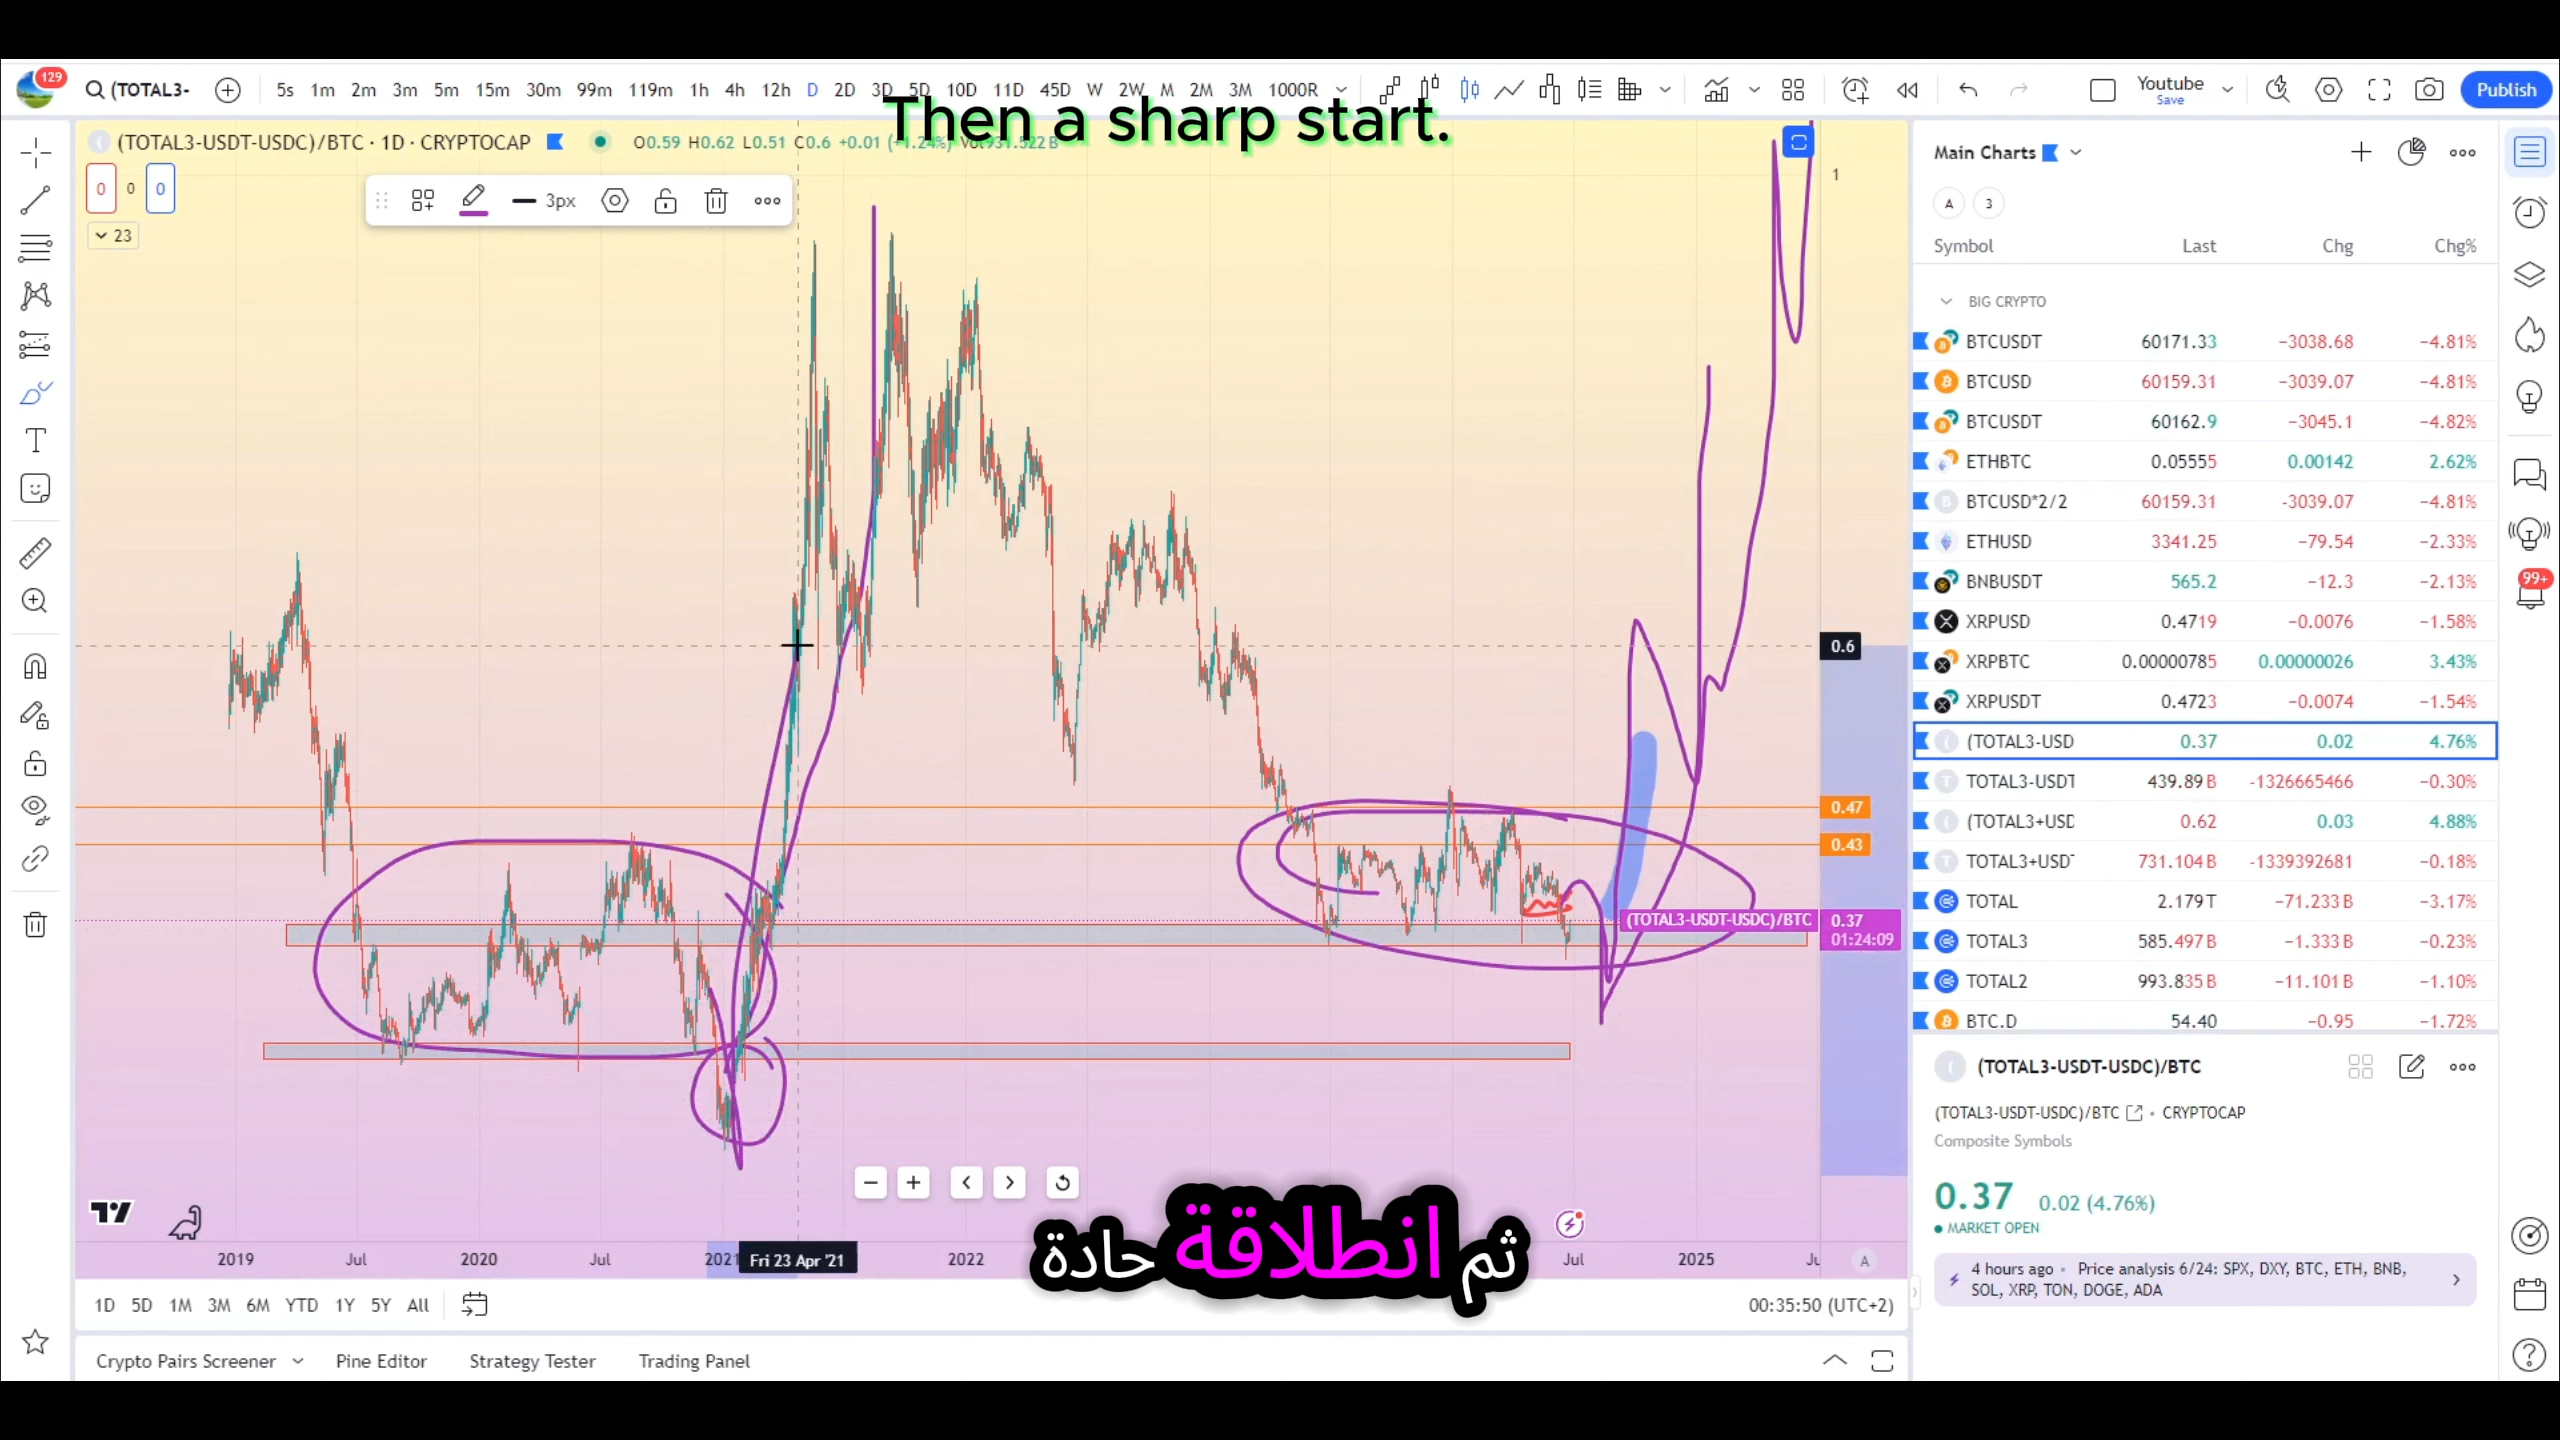 129
(TOTAL3-
5s 1m 2m 3m 5m 15m 30m 99m 119m 1h 4h 12h D 2D 3D 5D 10D 11D 45D W 2W M 2M 3M 1000R
Youtube
Save
Publish
Then a sharp start.
(TOTAL3-USDT-USDC)/BTC · 1D · CRYPTOCAP
O0.59 H0.62 L0.51 C0.6 +0.01 (+1.24%) Vol931.522B
0 0 0
3px
23
1
0.6
0.47
0.43
(TOTAL3-USDT-USDC)/BTC 0.37
01:24:09
2019 Jul 2020 Jul 2021 Fri 23 Apr '21 2022 Jul 2025 Ju A
ثم انطلاقة حادة
1D 5D 1M 3M 6M YTD 1Y 5Y All
00:35:50 (UTC+2)
Crypto Pairs Screener Pine Editor Strategy Tester Trading Panel
Main Charts
A 3
Symbol Last Chg Chg%
BIG CRYPTO
BTCUSDT 60171.33 −3038.68 −4.81%
BTCUSD 60159.31 −3039.07 −4.81%
BTCUSDT 60162.9 −3045.1 −4.82%
ETHBTC 0.05555 0.00142 2.62%
BTCUSD*2/2 60159.31 -3039.07 −4.81%
ETHUSD 3341.25 −79.54 −2.33%
BNBUSDT 565.2 −12.3 −2.13%
XRPUSD 0.4719 −0.0076 −1.58%
XRPBTC 0.00000785 0.00000026 3.43%
XRPUSDT 0.4723 −0.0074 −1.54%
(TOTAL3-USD 0.37 0.02 4.76%
TOTAL3-USDT 439.89 B -1326665466 −0.30%
(TOTAL3+USD 0.62 0.03 4.88%
TOTAL3+USD 731.104 B -1339392681 −0.18%
TOTAL 2.179 T −71.233 B −3.17%
TOTAL3 585.497 B −1.333 B −0.23%
TOTAL2 993.835 B −11.101 B −1.10%
BTC.D 54.40 −0.95 −1.72%
(TOTAL3-USDT-USDC)/BTC
(TOTAL3-USDT-USDC)/BTC • CRYPTOCAP
Composite Symbols
0.37 0.02 (4.76%)
MARKET OPEN
4 hours ago • Price analysis 6/24: SPX, DXY, BTC, ETH, BNB,
SOL, XRP, TON, DOGE, ADA
99+